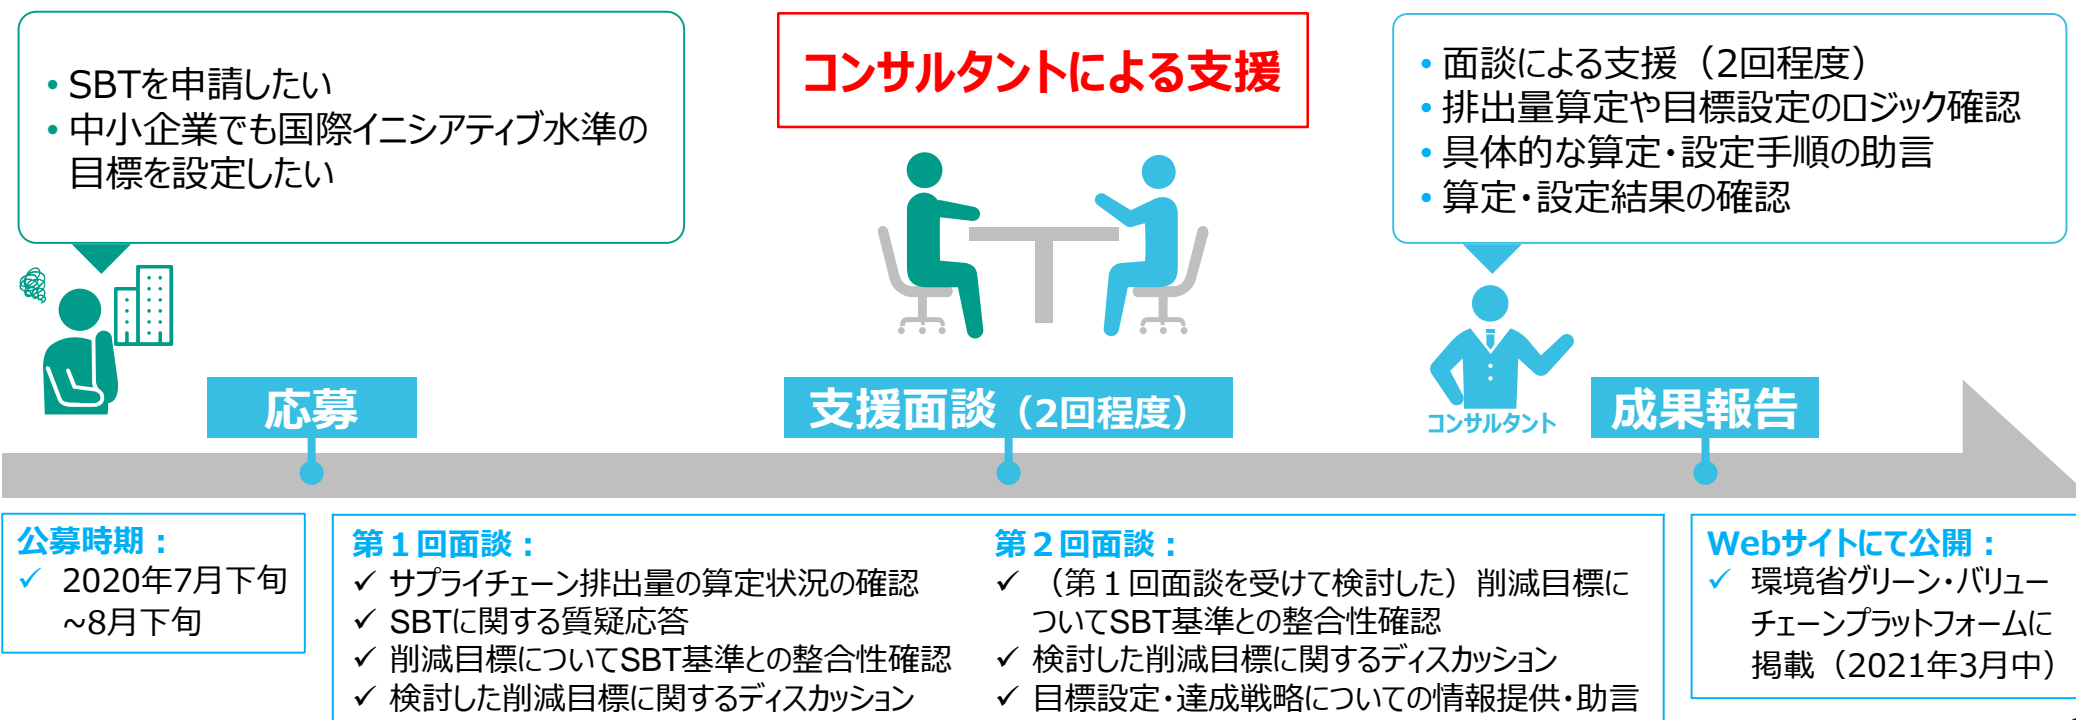 • SBTを申請したい
• 中小企業でも国際イニシアティブ水準の
目標を設定したい
コンサルタントによる支援
• 面談による支援（2回程度）
• 排出量算定や目標設定のロジック確認
• 具体的な算定・設定手順の助言
• 算定・設定結果の確認
コンサルタント
応募
支援面談（2回程度）
成果報告
公募時期：
✓ 2020年7月下旬
~8月下旬
第１回面談：
✓ サプライチェーン排出量の算定状況の確認
✓ SBTに関する質疑応答
✓ 削減目標についてSBT基準との整合性確認
✓ 検討した削減目標に関するディスカッション
第２回面談：
✓ （第１回面談を受けて検討した）削減目標に
ついてSBT基準との整合性確認
✓ 検討した削減目標に関するディスカッション
✓ 目標設定・達成戦略についての情報提供・助言
Webサイトにて公開：
✓ 環境省グリーン・バリュー
チェーンプラットフォームに
掲載（2021年3月中）